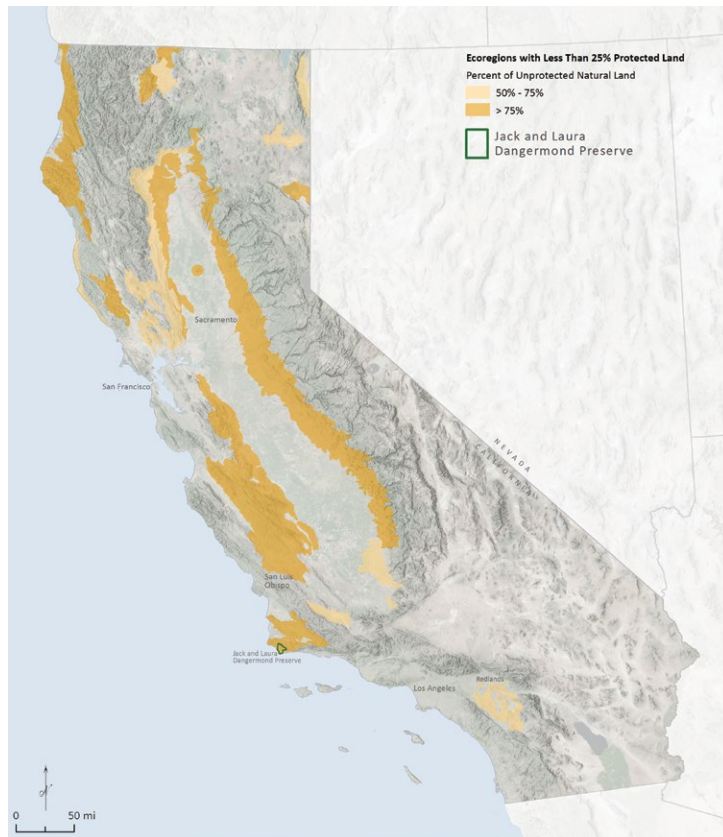 Ecoregions with Less Than 25% Protected Land
Percent of Unprotected Natural Land
50% - 75%
> 75%
Jack and Laura
Dangermond Preserve
Sacramento
San Francisco
NEVADA
CALIFORNIA
San Luis
Obispo
Jack and Laura
Dangermond Preserve
Redlands
Los Angeles
N
0 50 mi